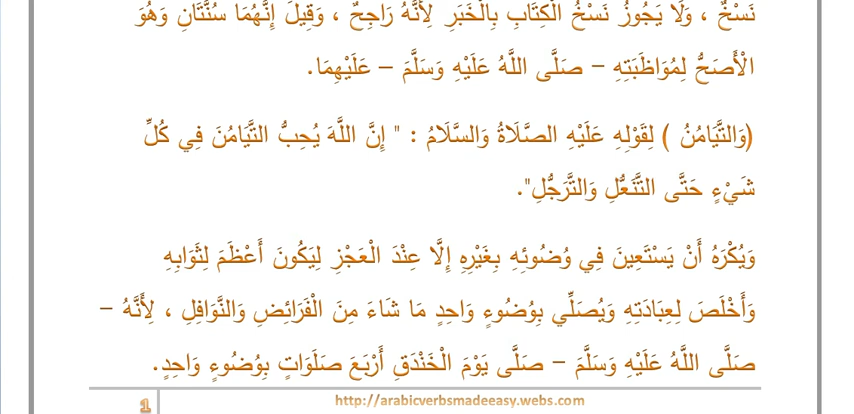 نَسْخٌ ، وَلَا يَجُوزُ نَسْخُ الْكِتَابِ بِالْخَبَرِ لِأَنَّهُ رَاجِحٌ ، وَقِيلَ إِنَّهُمَا سُنَّتَانِ وَهُوَ
الْأَصَحُّ لِمُوَاظَبَتِهِ – صَلَّى اللَّهُ عَلَيْهِ وَسَلَّمَ – عَلَيْهِمَا.
(وَالتَّيَامُنُ ) لِقَوْلِهِ عَلَيْهِ الصَّلَاةُ وَالسَّلَامُ : " إِنَّ اللَّهَ يُحِبُّ التَّيَامُنَ فِي كُلِّ
شَيْءٍ حَتَّى التَّنَعُّلِ وَالتَّرَجُّلِ".
وَيُكْرَهُ أَنْ يَسْتَعِينَ فِي وُضُوئِهِ بِغَيْرِهِ إِلَّا عِنْدَ الْعَجْزِ لِيَكُونَ أَعْظَمَ لِثَوَابِهِ
وَأَخْلَصَ لِعِبَادَتِهِ وَيُصَلِّي بِوُضُوءٍ وَاحِدٍ مَا شَاءَ مِنَ الْفَرَائِضِ وَالنَّوَافِلِ ، لِأَنَّهُ –
صَلَّى اللَّهُ عَلَيْهِ وَسَلَّمَ – صَلَّى يَوْمَ الْخَنْدَقِ أَرْبَعَ صَلَوَاتٍ بِوُضُوءٍ وَاحِدٍ.
1 http://arabicverbsmadeeasy.webs.com